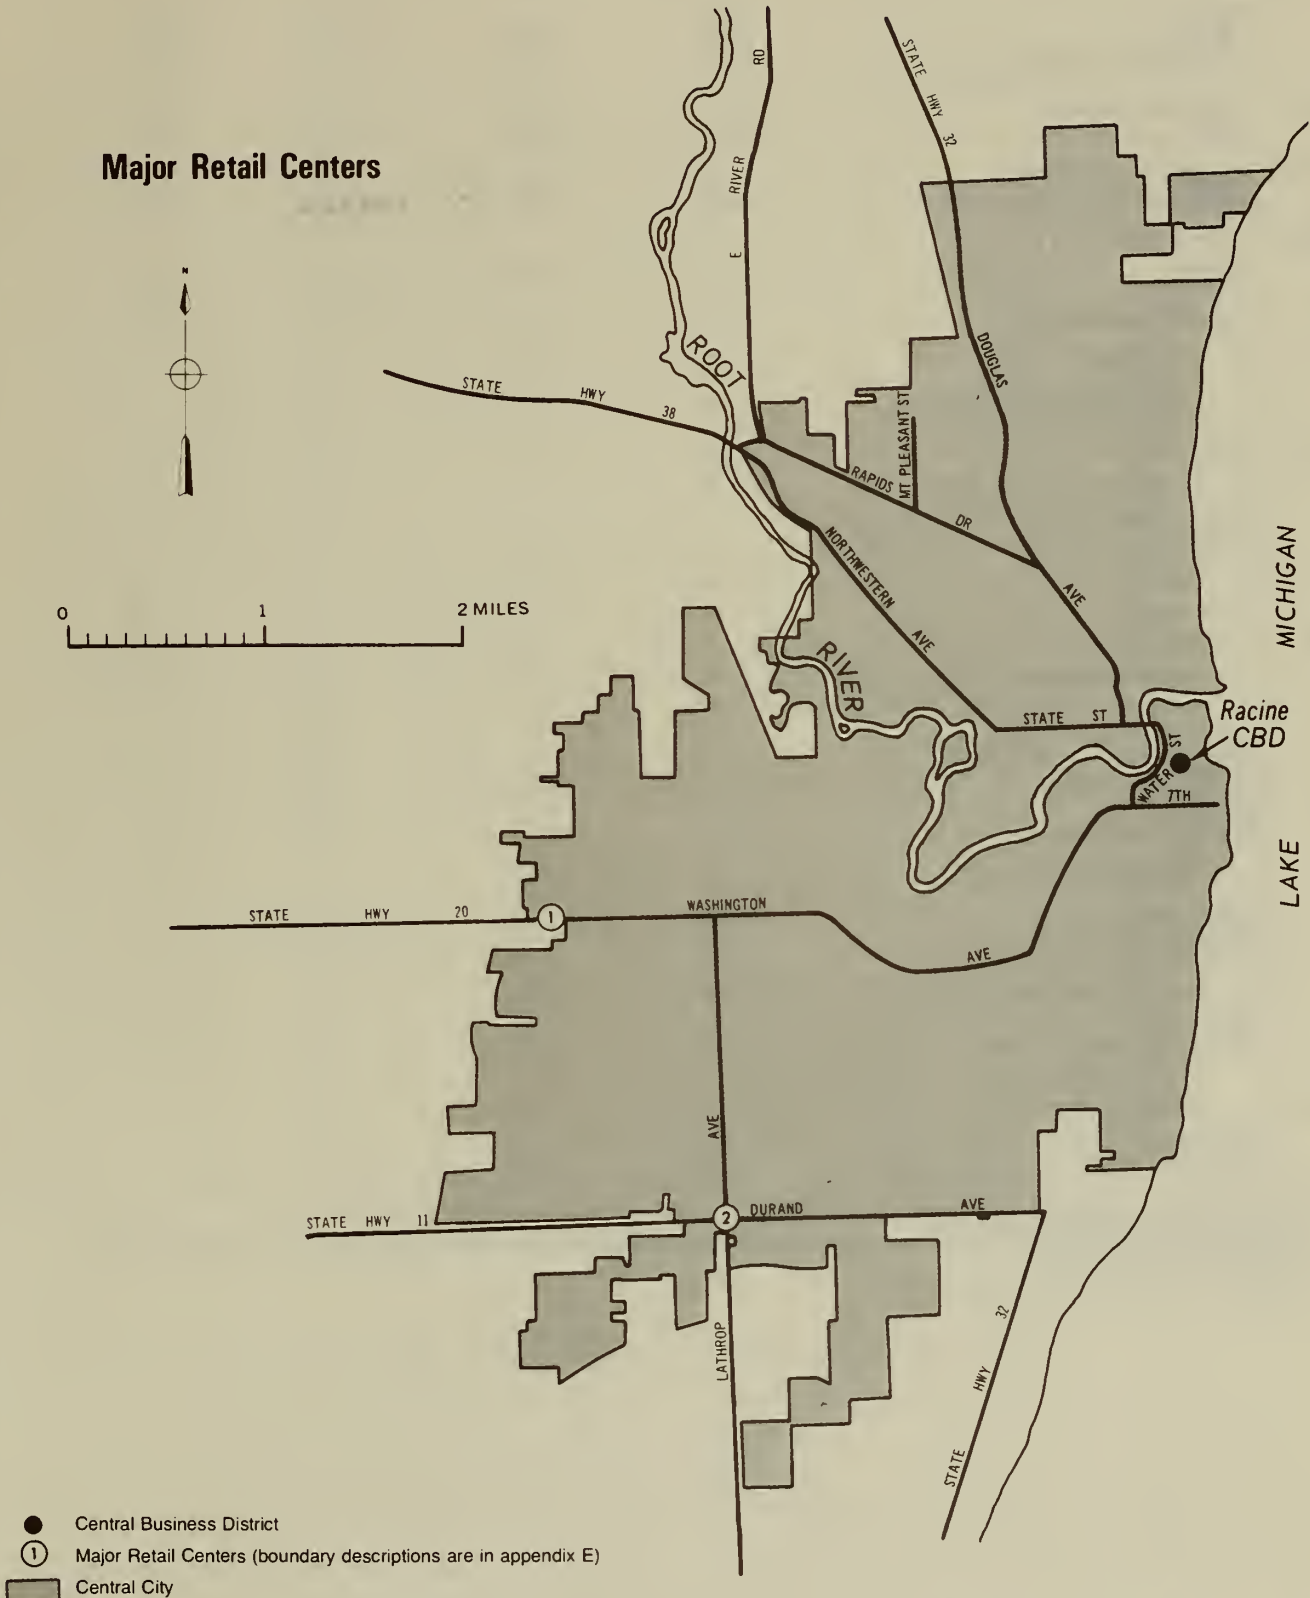 Major Retail Centers
N
0 1 2 MILES
STATE HWY 38
ROOT
RIVER
E RIVER RD
STATE HWY 32
DOUGLAS
AVE
MT PLEASANT ST
RAPIDS
DR
NORTHWESTERN
AVE
STATE ST
Racine
CBD
WATER ST
7TH
LAKE MICHIGAN
STATE HWY 20
1
WASHINGTON
AVE
AVE
STATE HWY 11
2
DURAND
AVE
LATHROP
STATE HWY 32
Central Business District
1 Major Retail Centers (boundary descriptions are in appendix E)
Central City